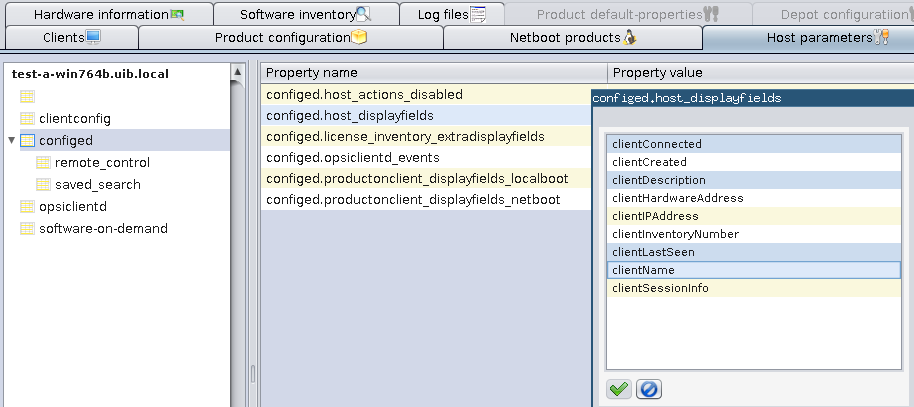 Hardware information
Software inventory
Log files
Product default-properties
Depot configuratiion
Clients
Product configuration
Netboot products
Host parameters
test-a-win764b.uib.local
clientconfig
configed
remote_control
saved_search
opsiclientd
software-on-demand
Property name
Property value
configed.host_actions_disabled
configed.host_displayfields
configed.license_inventory_extradisplayfields
configed.opsiclientd_events
configed.productonclient_displayfields_localboot
configed.productonclient_displayfields_netboot
configed.host_displayfields
clientConnected
clientCreated
clientDescription
clientHardwareAddress
clientIPAddress
clientInventoryNumber
clientLastSeen
clientName
clientSessionInfo